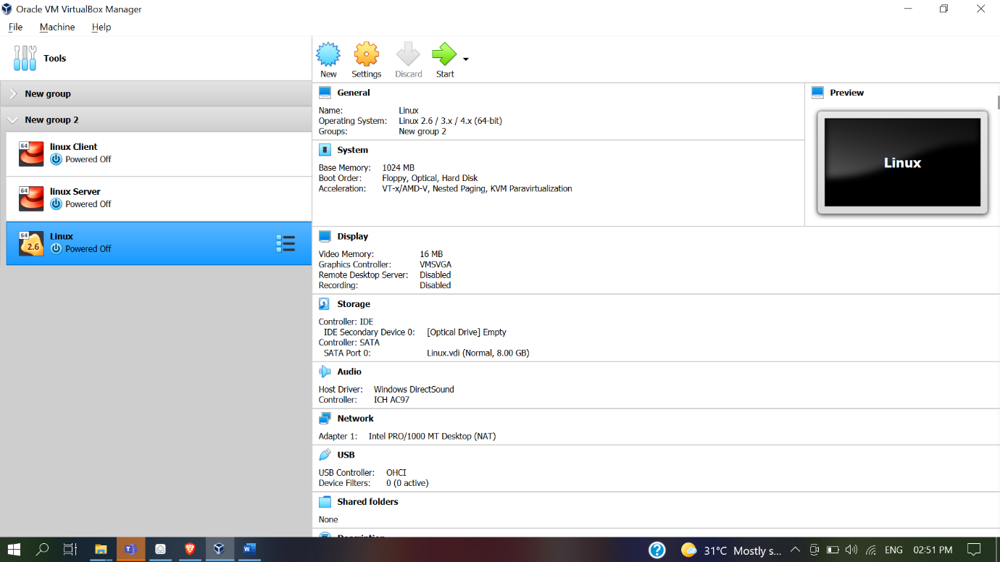 Oracle VM VirtualBox Manager
File Machine Help
Tools
New Settings Discard Start
New group
New group 2
64
linux Client
Powered Off
64
linux Server
Powered Off
64
2.6
Linux
Powered Off
General
Name: Linux
Operating System: Linux 2.6 / 3.x / 4.x (64-bit)
Groups: New group 2
Preview
Linux
System
Base Memory: 1024 MB
Boot Order: Floppy, Optical, Hard Disk
Acceleration: VT-x/AMD-V, Nested Paging, KVM Paravirtualization
Display
Video Memory: 16 MB
Graphics Controller: VMSVGA
Remote Desktop Server: Disabled
Recording: Disabled
Storage
Controller: IDE
IDE Secondary Device 0: [Optical Drive] Empty
Controller: SATA
SATA Port 0: Linux.vdi (Normal, 8.00 GB)
Audio
Host Driver: Windows DirectSound
Controller: ICH AC97
Network
Adapter 1: Intel PRO/1000 MT Desktop (NAT)
USB
USB Controller: OHCI
Device Filters: 0 (0 active)
Shared folders
None
Description
31°C Mostly s... ENG 02:51 PM